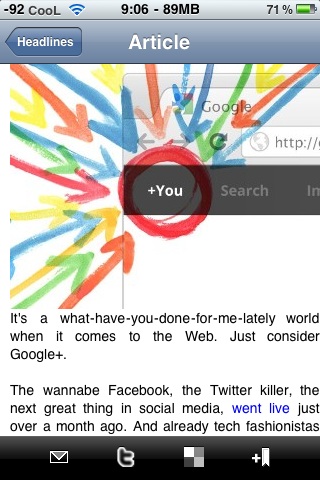 -92 CooL 9:06 - 89MB 71%
Headlines Article
Google
http://
+You Search Im
It's a what-have-you-done-for-me-lately world
when it comes to the Web. Just consider
Google+.
The wannabe Facebook, the Twitter killer, the
next great thing in social media, went live just
over a month ago. And already tech fashionistas